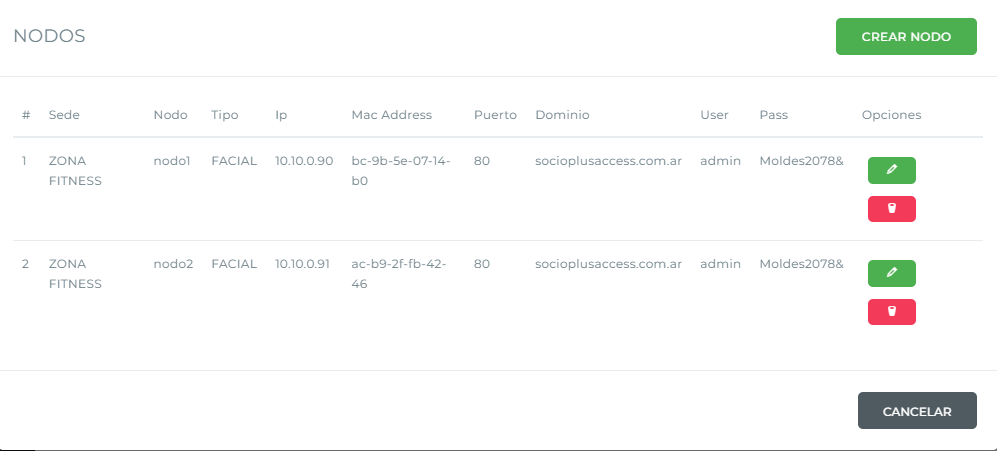 NODOS
CREAR NODO
# Sede Nodo Tipo Ip Mac Address Puerto Dominio User Pass Opciones
1 ZONA nodo1 FACIAL 10.10.0.90 bc-9b-5e-07-14- 80 socioplusaccess.com.ar admin Moldes2078&
FITNESS b0
2 ZONA nodo2 FACIAL 10.10.0.91 ac-b9-2f-fb-42- 80 socioplusaccess.com.ar admin Moldes2078&
FITNESS 46
CANCELAR